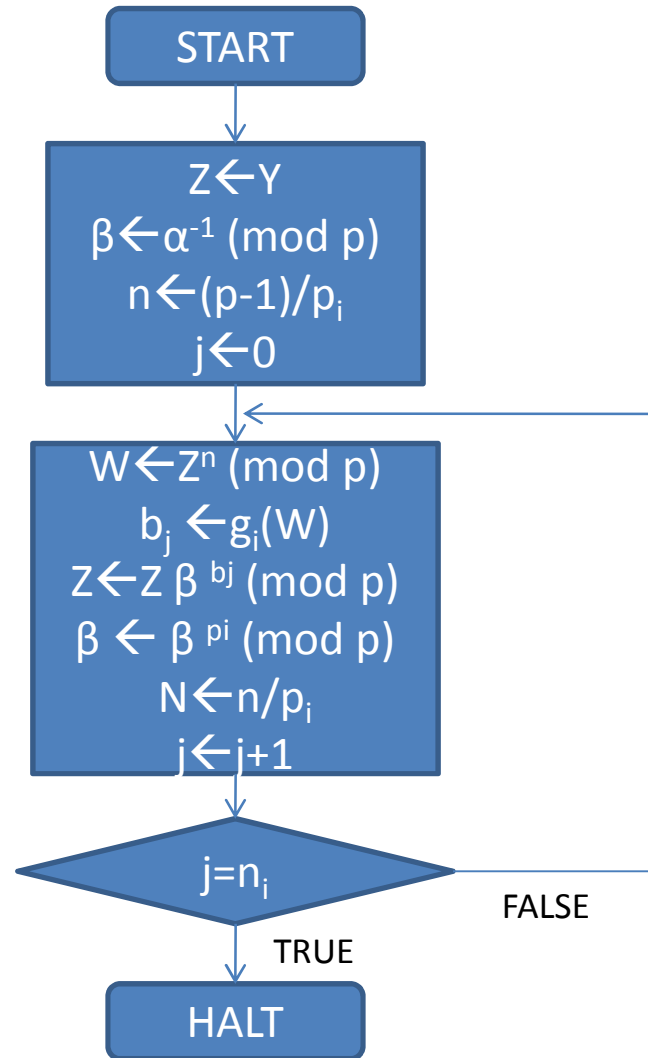 START
Z←Y
β←α⁻¹ (mod p)
n←(p-1)/pᵢ
j←0
W←Zⁿ (mod p)
bⱼ ←gᵢ(W)
Z←Z β ᵇʲ (mod p)
β ← β ᵖⁱ (mod p)
N←n/pᵢ
j←j+1
j=nᵢ
FALSE
TRUE
HALT